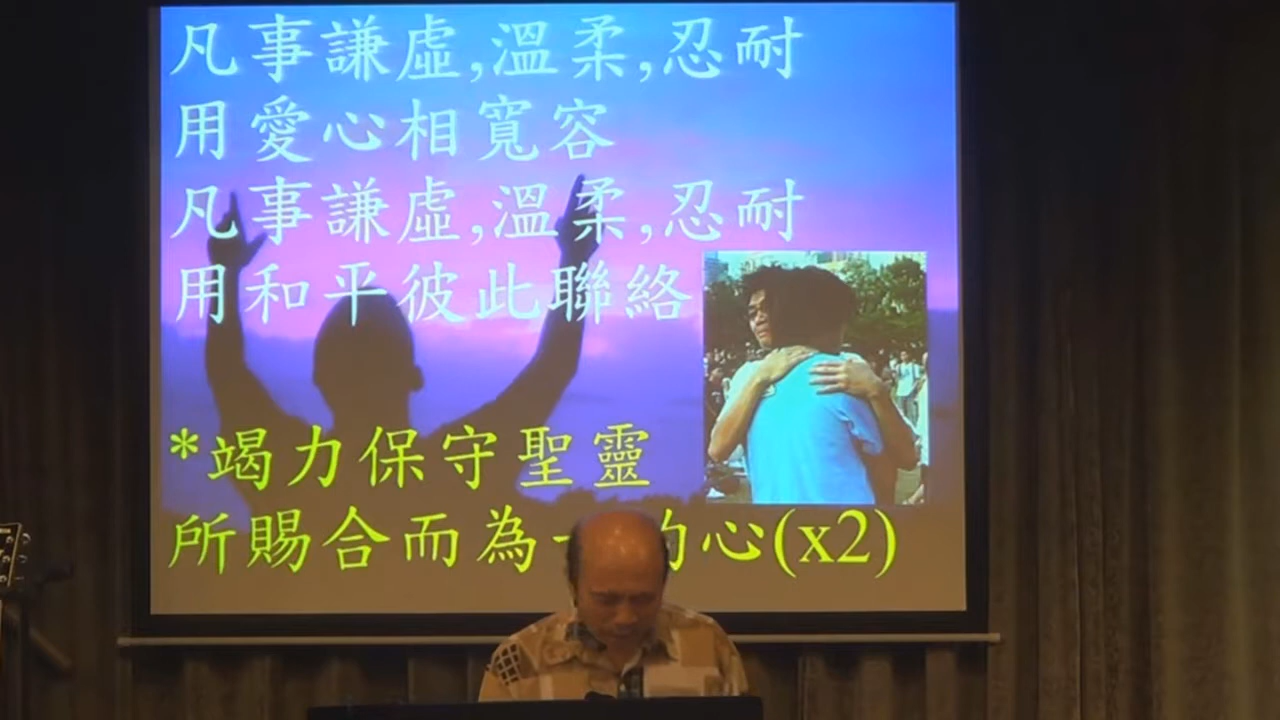 凡事謙虛,溫柔,忍耐
用愛心相寬容
凡事謙虛,溫柔,忍耐
用和平彼此聯絡
*竭力保守聖靈
所賜合而為一的心(x2)